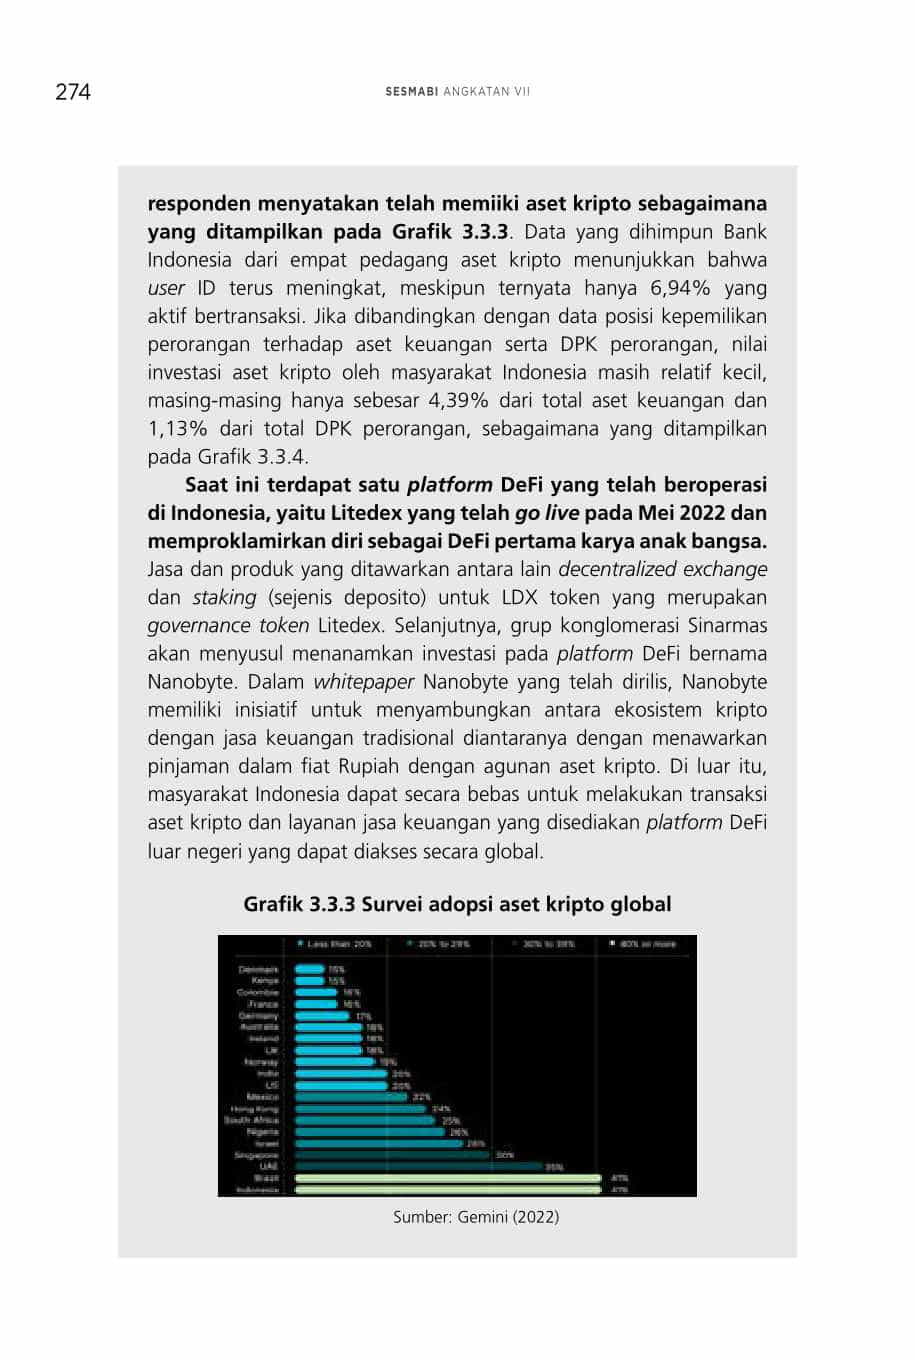 274
SESMABI ANGKATAN VII
responden menyatakan telah memiiki aset kripto sebagaimana
yang ditampilkan pada Grafik 3.3.3. Data yang dihimpun Bank
Indonesia dari empat pedagang aset kripto menunjukkan bahwa
user ID terus meningkat, meskipun ternyata hanya 6,94% yang
aktif bertransaksi. Jika dibandingkan dengan data posisi kepemilikan
perorangan terhadap aset keuangan serta DPK perorangan, nilai
investasi aset kripto oleh masyarakat Indonesia masih relatif kecil,
masing-masing hanya sebesar 4,39% dari total aset keuangan dan
1,13% dari total DPK perorangan, sebagaimana yang ditampilkan
pada Grafik 3.3.4.
Saat ini terdapat satu platform DeFi yang telah beroperasi
di Indonesia, yaitu Litedex yang telah go live pada Mei 2022 dan
memproklamirkan diri sebagai DeFi pertama karya anak bangsa.
Jasa dan produk yang ditawarkan antara lain decentralized exchange
dan staking (sejenis deposito) untuk LDX token yang merupakan
governance token Litedex. Selanjutnya, grup konglomerasi Sinarmas
akan menyusul menanamkan investasi pada platform DeFi bernama
Nanobyte. Dalam whitepaper Nanobyte yang telah dirilis, Nanobyte
memiliki inisiatif untuk menyambungkan antara ekosistem kripto
dengan jasa keuangan tradisional diantaranya dengan menawarkan
pinjaman dalam fiat Rupiah dengan agunan aset kripto. Di luar itu,
masyarakat Indonesia dapat secara bebas untuk melakukan transaksi
aset kripto dan layanan jasa keuangan yang disediakan platform DeFi
luar negeri yang dapat diakses secara global.
Grafik 3.3.3 Survei adopsi aset kripto global
Less than 20% 20% to 29% 30% to 39% 40% or more
Denmark 15%
Kenya 15%
Colombia 16%
France 16%
Germany 17%
Australia 18%
Ireland 18%
UK 18%
Norway 19%
India 20%
US 20%
Mexico 22%
Hong Kong 24%
South Africa 25%
Nigeria 26%
Israel 28%
Singapore 30%
UAE 35%
Brazil 41%
Indonesia 41%
Sumber: Gemini (2022)